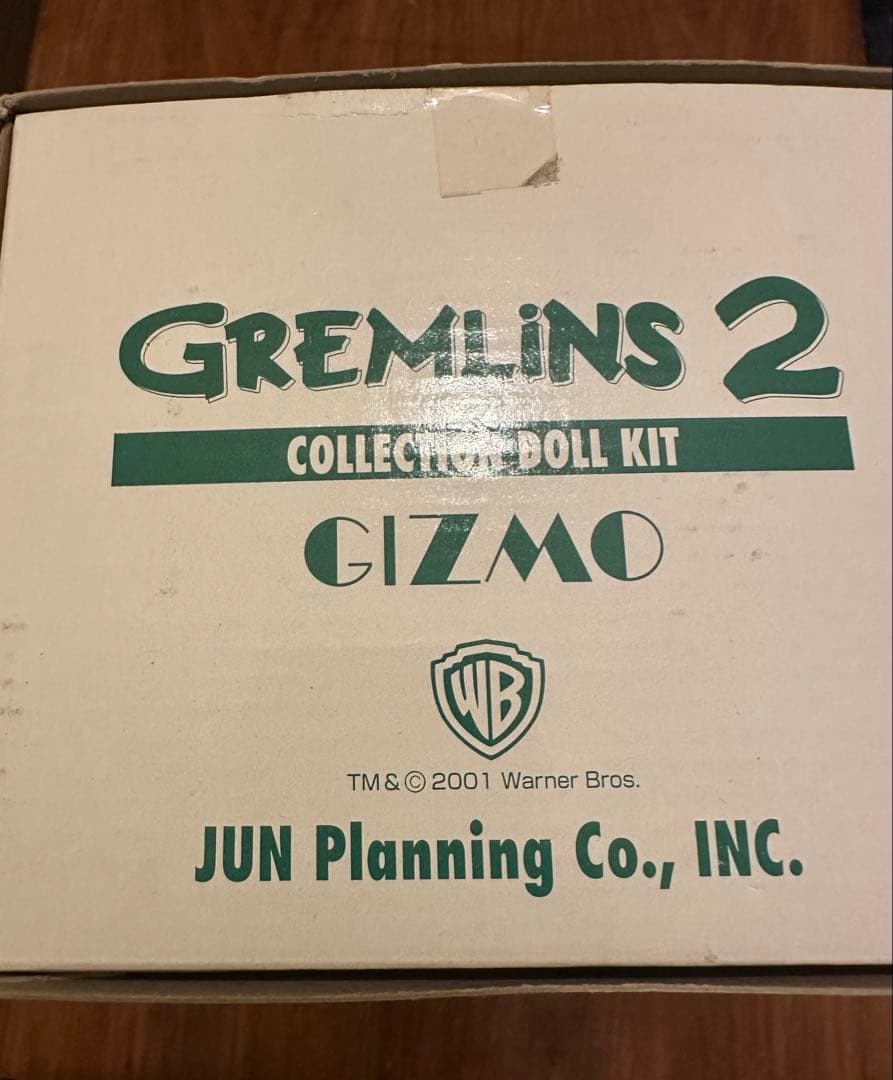 GREMLiNS 2
COLLECTION DOLL KIT
GIZMO
WB
TM & © 2001 Warner Bros.
JUN Planning Co., INC.